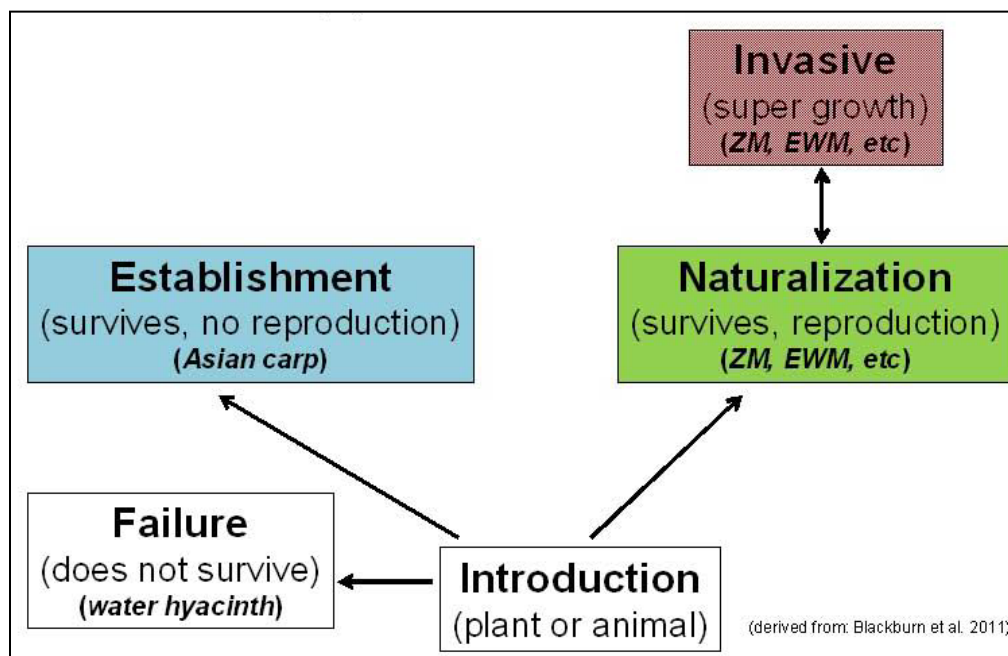 Invasive
(super growth)
(ZM, EWM, etc)
Establishment
(survives, no reproduction)
(Asian carp)
Naturalization
(survives, reproduction)
(ZM, EWM, etc)
Failure
(does not survive)
(water hyacinth)
Introduction
(plant or animal)
(derived from: Blackburn et al. 2011)